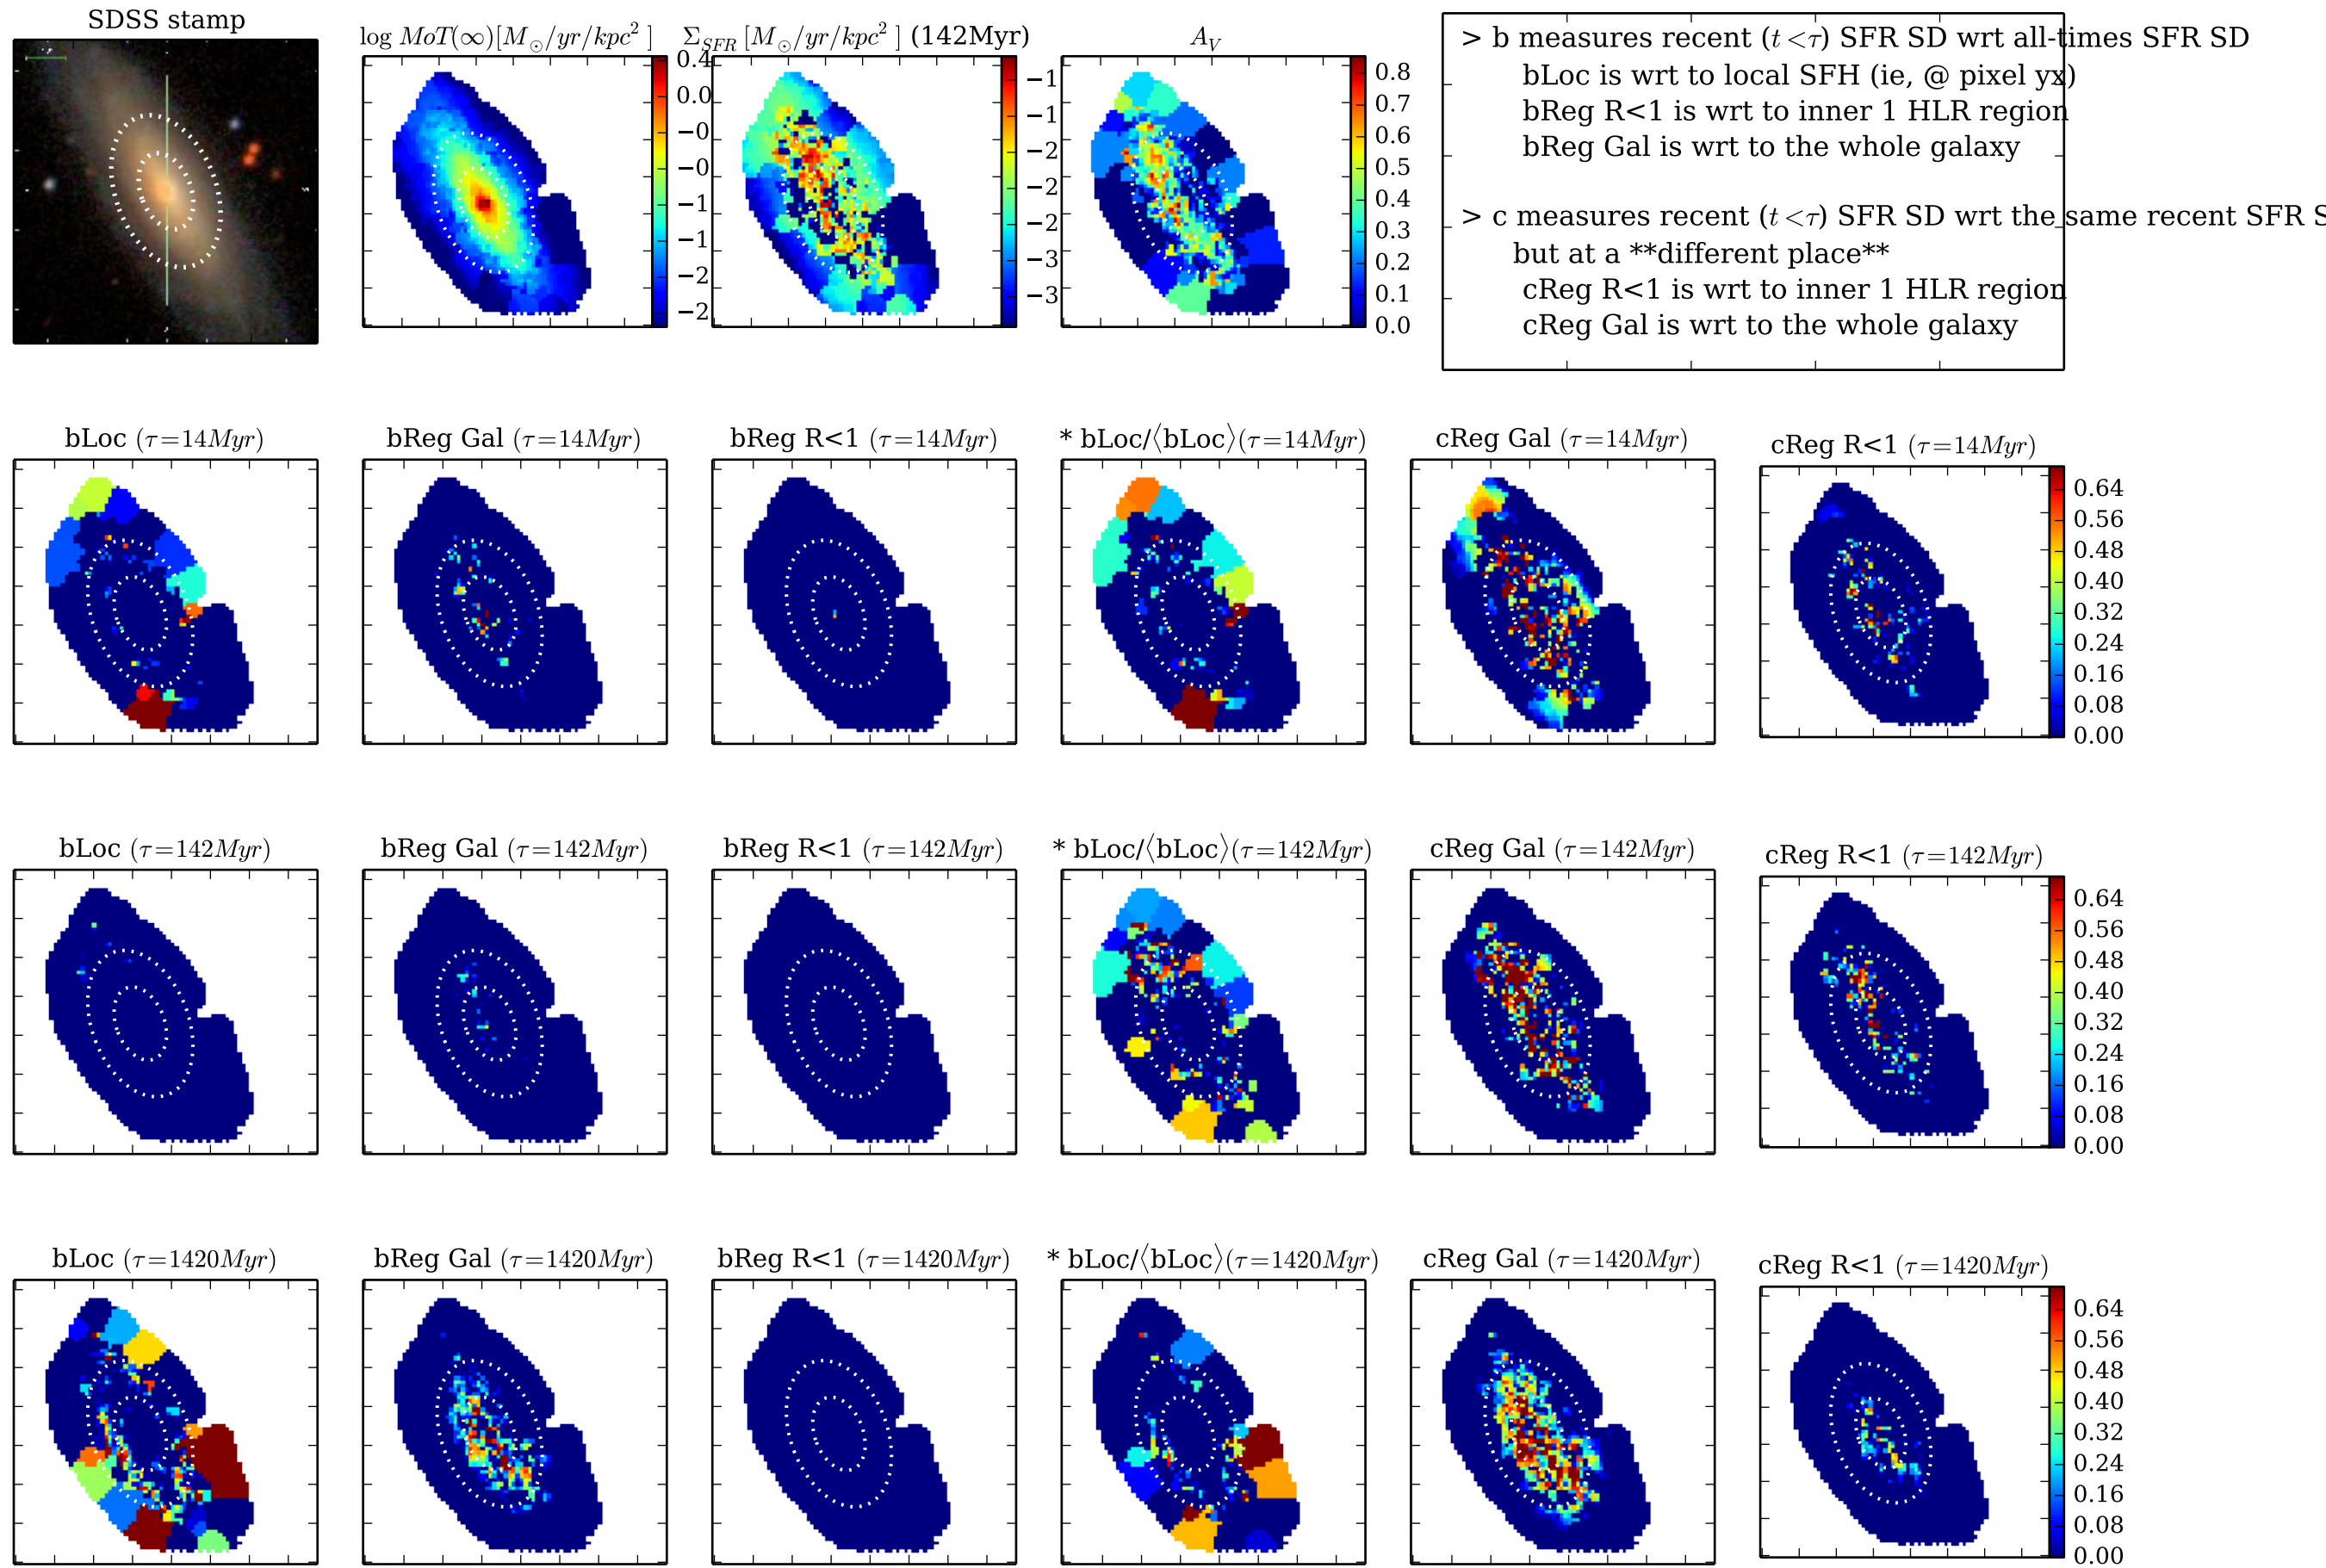 SDSS stamp
log MoT(∞)[M⊙/yr/kpc²]
Σ_SFR [M⊙/yr/kpc²] (142Myr)
A_V
0.4
0.0
−0
−0
−1
−1
−2
−2
−1
−1
−2
−2
−2
−3
−3
0.8
0.7
0.6
0.5
0.4
0.3
0.2
0.1
0.0
> b measures recent (t<τ) SFR SD wrt all-times SFR SD
bLoc is wrt to local SFH (ie, @ pixel yx)
bReg R<1 is wrt to inner 1 HLR region
bReg Gal is wrt to the whole galaxy
> c measures recent (t<τ) SFR SD wrt the same recent SFR S
but at a **different place**
cReg R<1 is wrt to inner 1 HLR region
cReg Gal is wrt to the whole galaxy
bLoc (τ=14Myr)
bReg Gal (τ=14Myr)
bReg R<1 (τ=14Myr)
* bLoc/⟨bLoc⟩(τ=14Myr)
cReg Gal (τ=14Myr)
cReg R<1 (τ=14Myr)
0.64
0.56
0.48
0.40
0.32
0.24
0.16
0.08
0.00
bLoc (τ=142Myr)
bReg Gal (τ=142Myr)
bReg R<1 (τ=142Myr)
* bLoc/⟨bLoc⟩(τ=142Myr)
cReg Gal (τ=142Myr)
cReg R<1 (τ=142Myr)
0.64
0.56
0.48
0.40
0.32
0.24
0.16
0.08
0.00
bLoc (τ=1420Myr)
bReg Gal (τ=1420Myr)
bReg R<1 (τ=1420Myr)
* bLoc/⟨bLoc⟩(τ=1420Myr)
cReg Gal (τ=1420Myr)
cReg R<1 (τ=1420Myr)
0.64
0.56
0.48
0.40
0.32
0.24
0.16
0.08
0.00